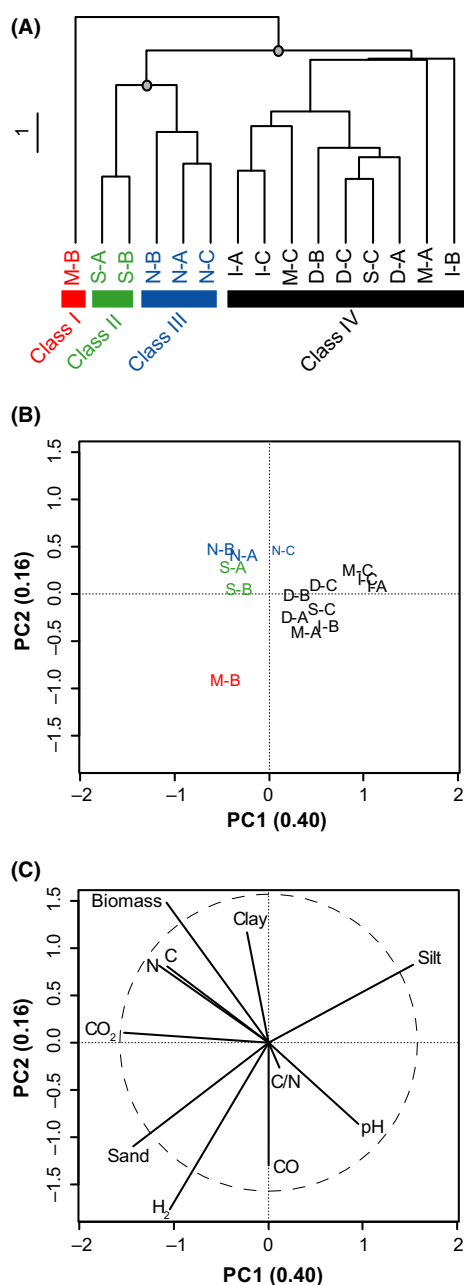 (A)
1
M-B S-A S-B N-B N-A N-C I-A I-C M-C D-B D-C S-C D-A M-A I-B
Class I Class II Class III Class IV
(B)
1.5
1.0
0.5
0.0
−0.5
−1.0
−1.5
PC2 (0.16)
N-B N-A N-C
S-A
S-B
M-C
I-C
I-A
D-C
D-B
S-C
D-A
I-B
M-A
M-B
−2 −1 0 1 2
PC1 (0.40)
(C)
1.5
1.0
0.5
0.0
−0.5
−1.0
−1.5
PC2 (0.16)
Biomass
Clay
C
N
Silt
CO2
C/N
pH
Sand
CO
H2
−2 −1 0 1 2
PC1 (0.40)